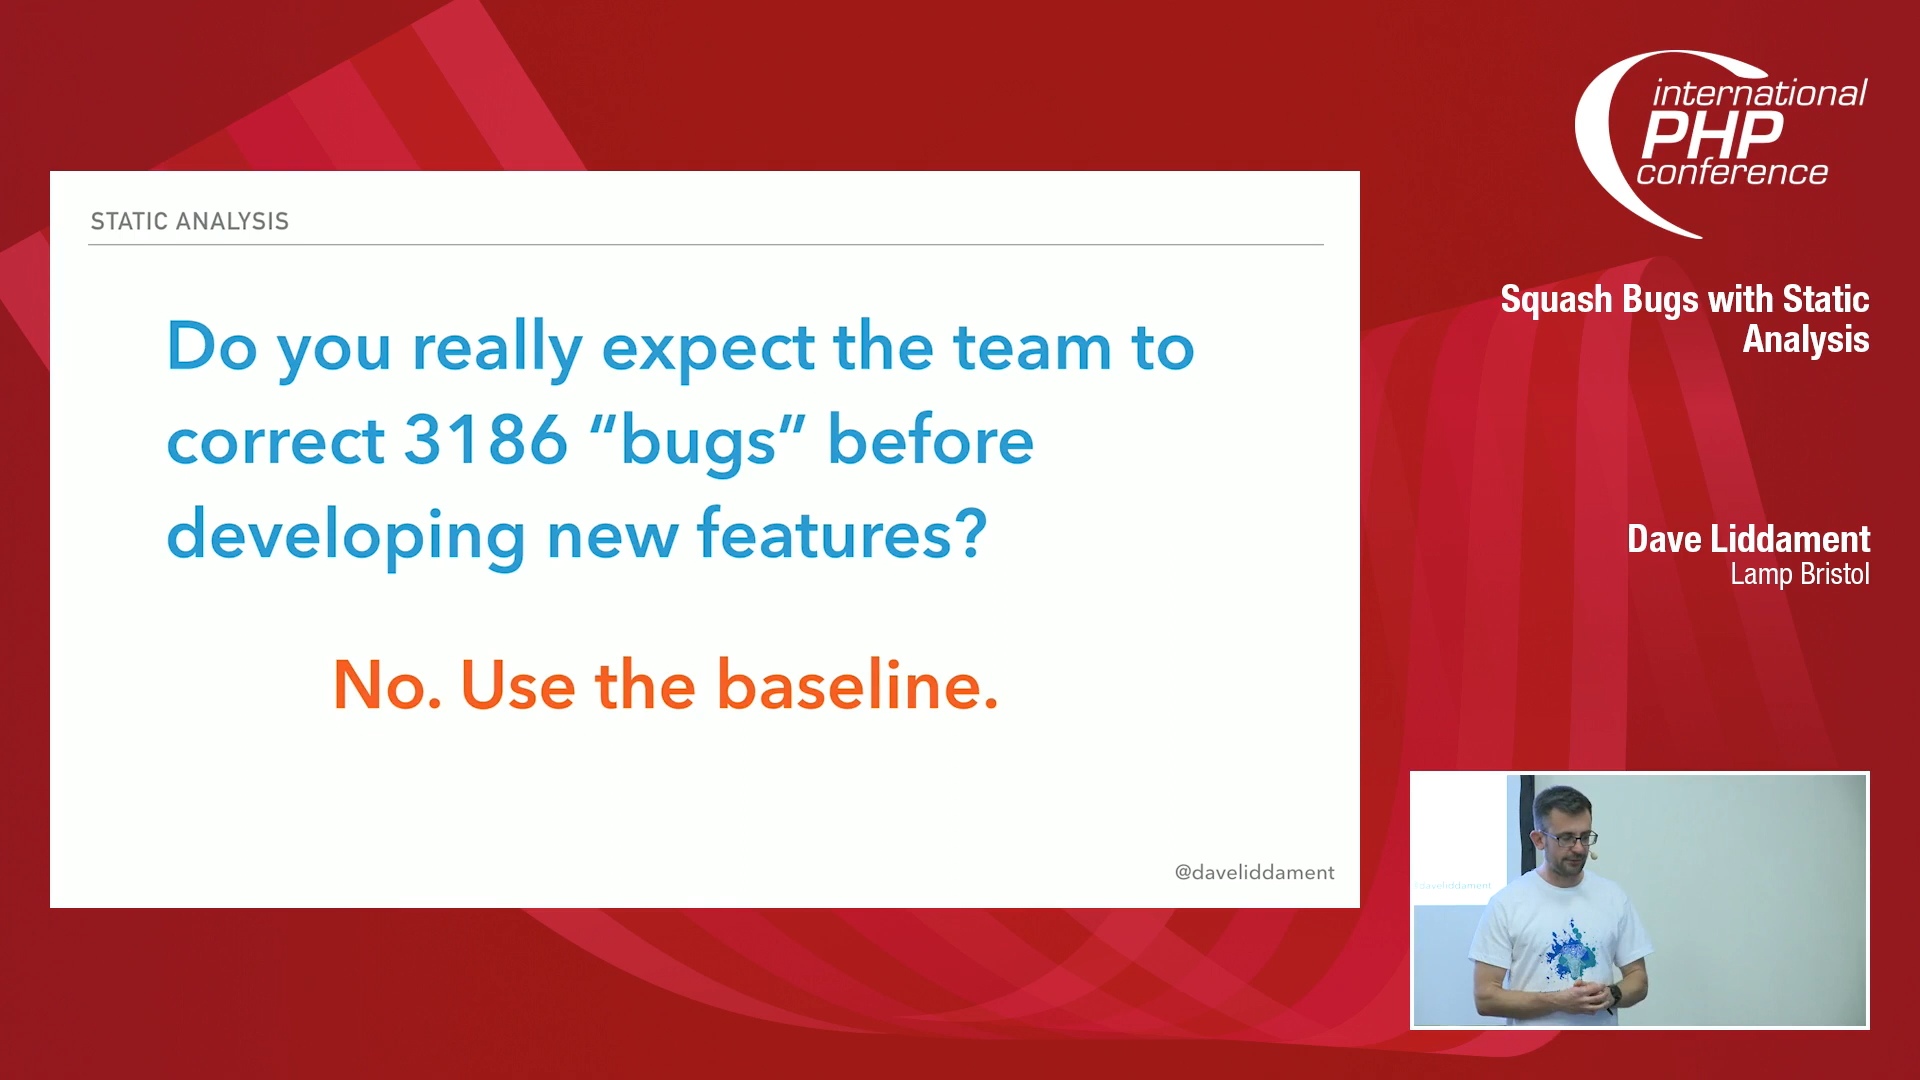 STATIC ANALYSIS
Do you really expect the team to
correct 3186 “bugs” before
developing new features?
No. Use the baseline.
@daveliddament
international
PHP
conference
Squash Bugs with Static
Analysis
Dave Liddament
Lamp Bristol
@daveliddament